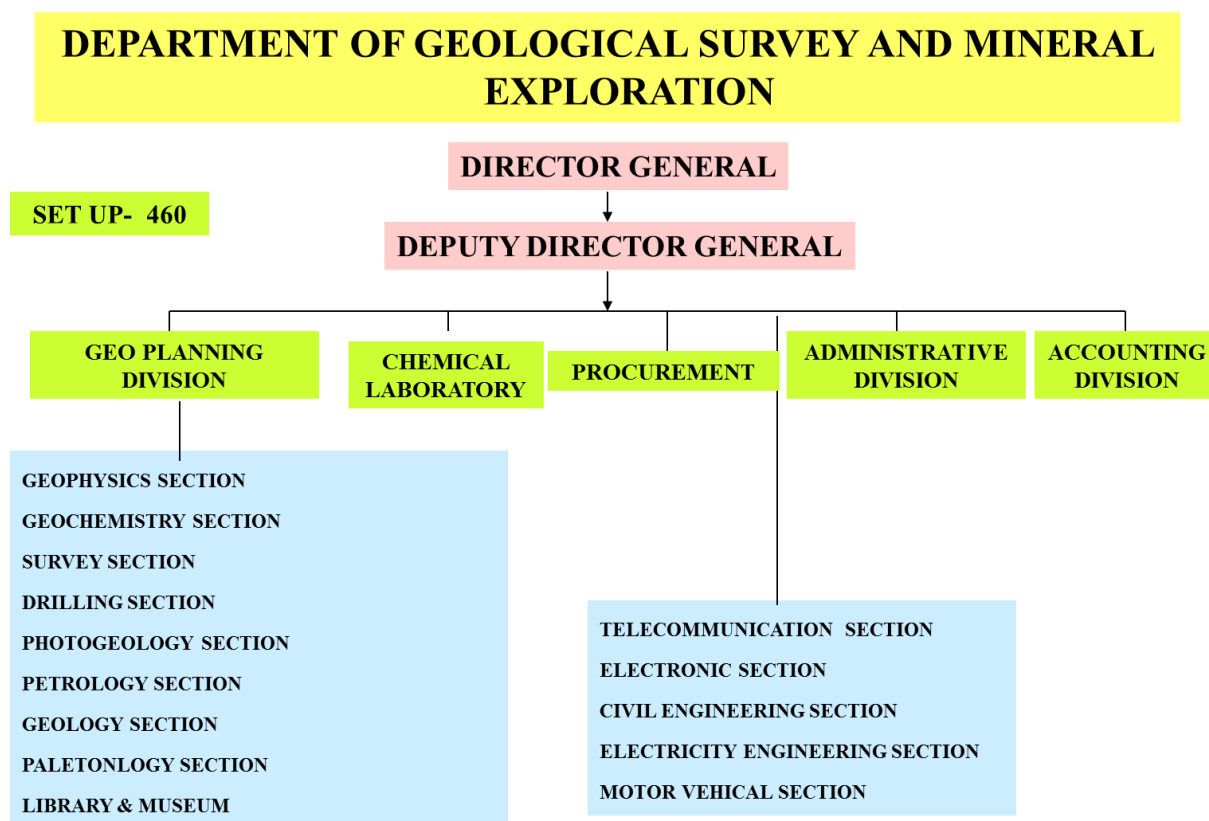 DEPARTMENT OF GEOLOGICAL SURVEY AND MINERAL
EXPLORATION
DIRECTOR GENERAL
SET UP- 460
DEPUTY DIRECTOR GENERAL
GEO PLANNING
DIVISION
CHEMICAL
LABORATORY
PROCUREMENT
ADMINISTRATIVE
DIVISION
ACCOUNTING
DIVISION
GEOPHYSICS SECTION
GEOCHEMISTRY SECTION
SURVEY SECTION
DRILLING SECTION
PHOTOGEOLOGY SECTION
PETROLOGY SECTION
GEOLOGY SECTION
PALETONLOGY SECTION
LIBRARY & MUSEUM
TELECOMMUNICATION SECTION
ELECTRONIC SECTION
CIVIL ENGINEERING SECTION
ELECTRICITY ENGINEERING SECTION
MOTOR VEHICAL SECTION